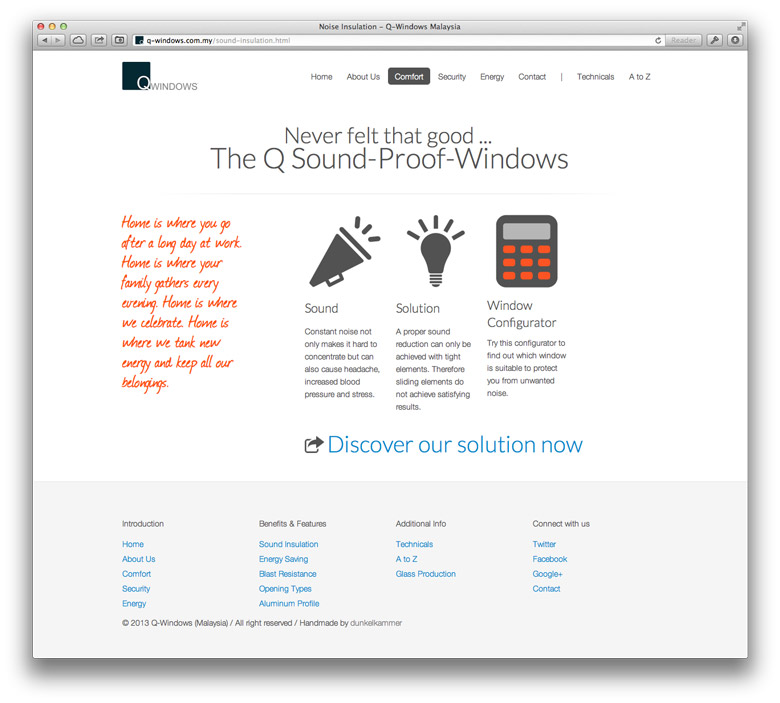 Noise Insulation – Q-Windows Malaysia
q-windows.com.my/sound-insulation.html
Reader
QWINDOWS
Home About Us Comfort Security Energy Contact | Technicals A to Z
Never felt that good ...
The Q Sound-Proof-Windows
Home is where you go
after a long day at work.
Home is where your
family gathers every
evening. Home is where
we celebrate. Home is
where we tank new
energy and keep all our
belongings.
Sound
Constant noise not
only makes it hard to
concentrate but can
also cause headache,
increased blood
pressure and stress.
Solution
A proper sound
reduction can only be
achieved with tight
elements. Therefore
sliding elements do
not achieve satisfying
results.
Window
Configurator
Try this configurator to
find out which window
is suitable to protect
you from unwanted
noise.
Discover our solution now
Introduction
Home
About Us
Comfort
Security
Energy
Benefits & Features
Sound Insulation
Energy Saving
Blast Resistance
Opening Types
Aluminum Profile
Additional Info
Technicals
A to Z
Glass Production
Connect with us
Twitter
Facebook
Google+
Contact
© 2013 Q-Windows (Malaysia) / All right reserved / Handmade by dunkelkammer